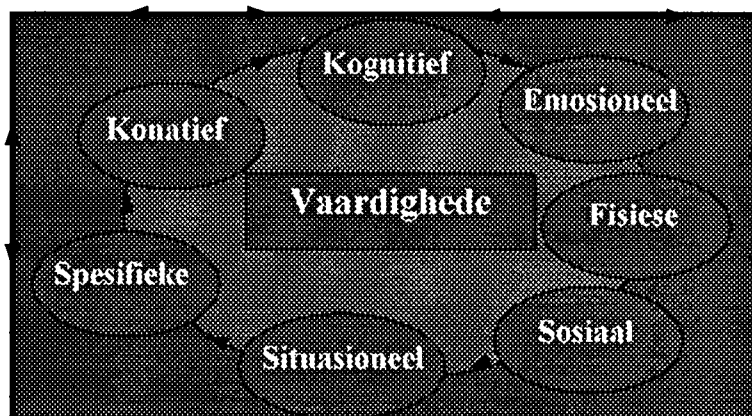 Kognitief
Emosioneel
Konatief
Vaardighede
Fisiese
Spesifieke
Sosiaal
Situasioneel